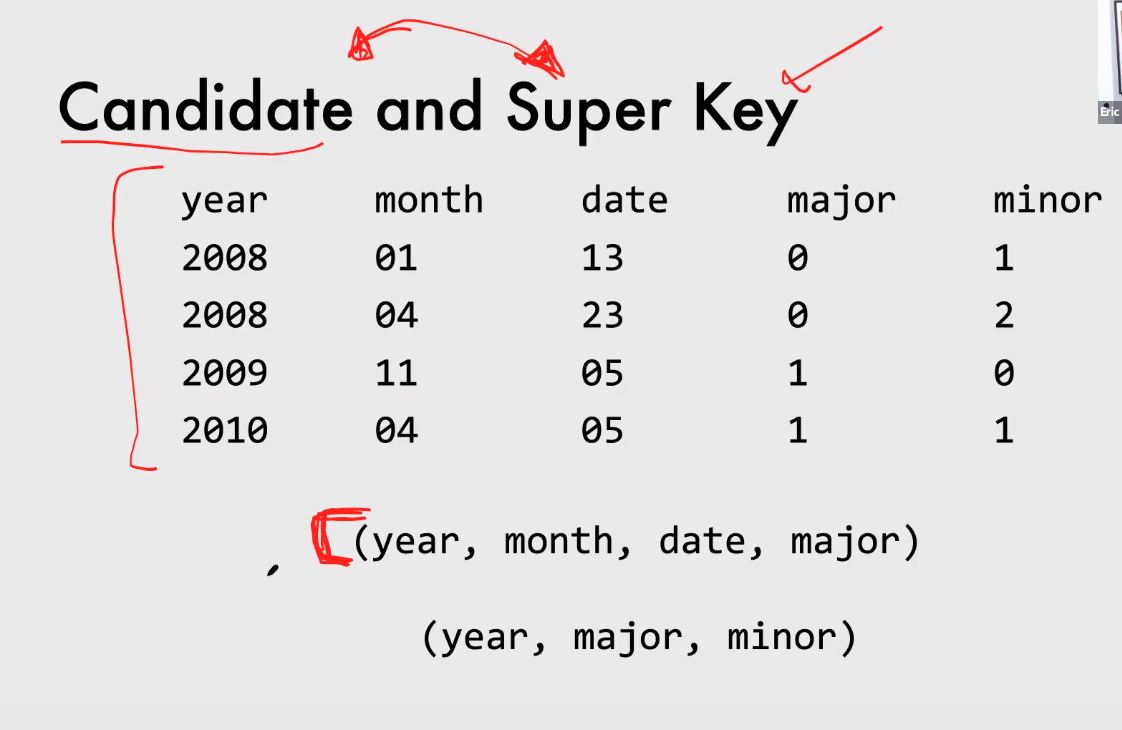 Candidate and Super Key
Eric
year month date major minor
2008 01 13 0 1
2008 04 23 0 2
2009 11 05 1 0
2010 04 05 1 1
(year, month, date, major)
(year, major, minor)